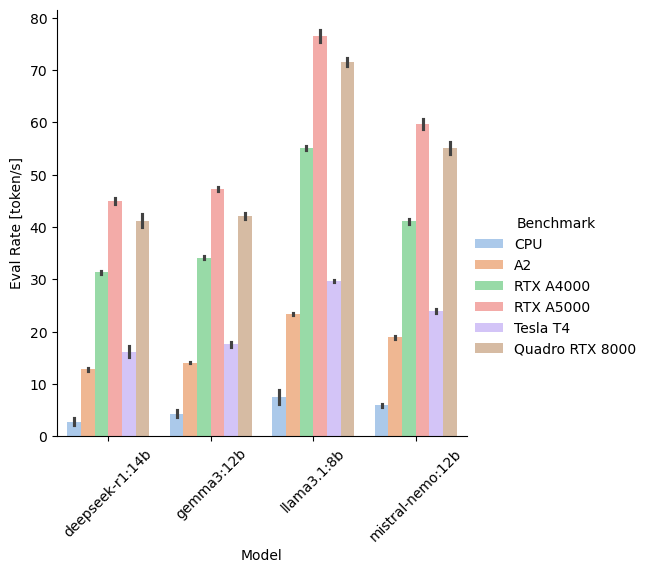 80
70
60
50
40
30
20
10
0
Eval Rate [token/s]
deepseek-r1:14b
gemma3:12b
llama3.1:8b
mistral-nemo:12b
Model
Benchmark
CPU
A2
RTX A4000
RTX A5000
Tesla T4
Quadro RTX 8000